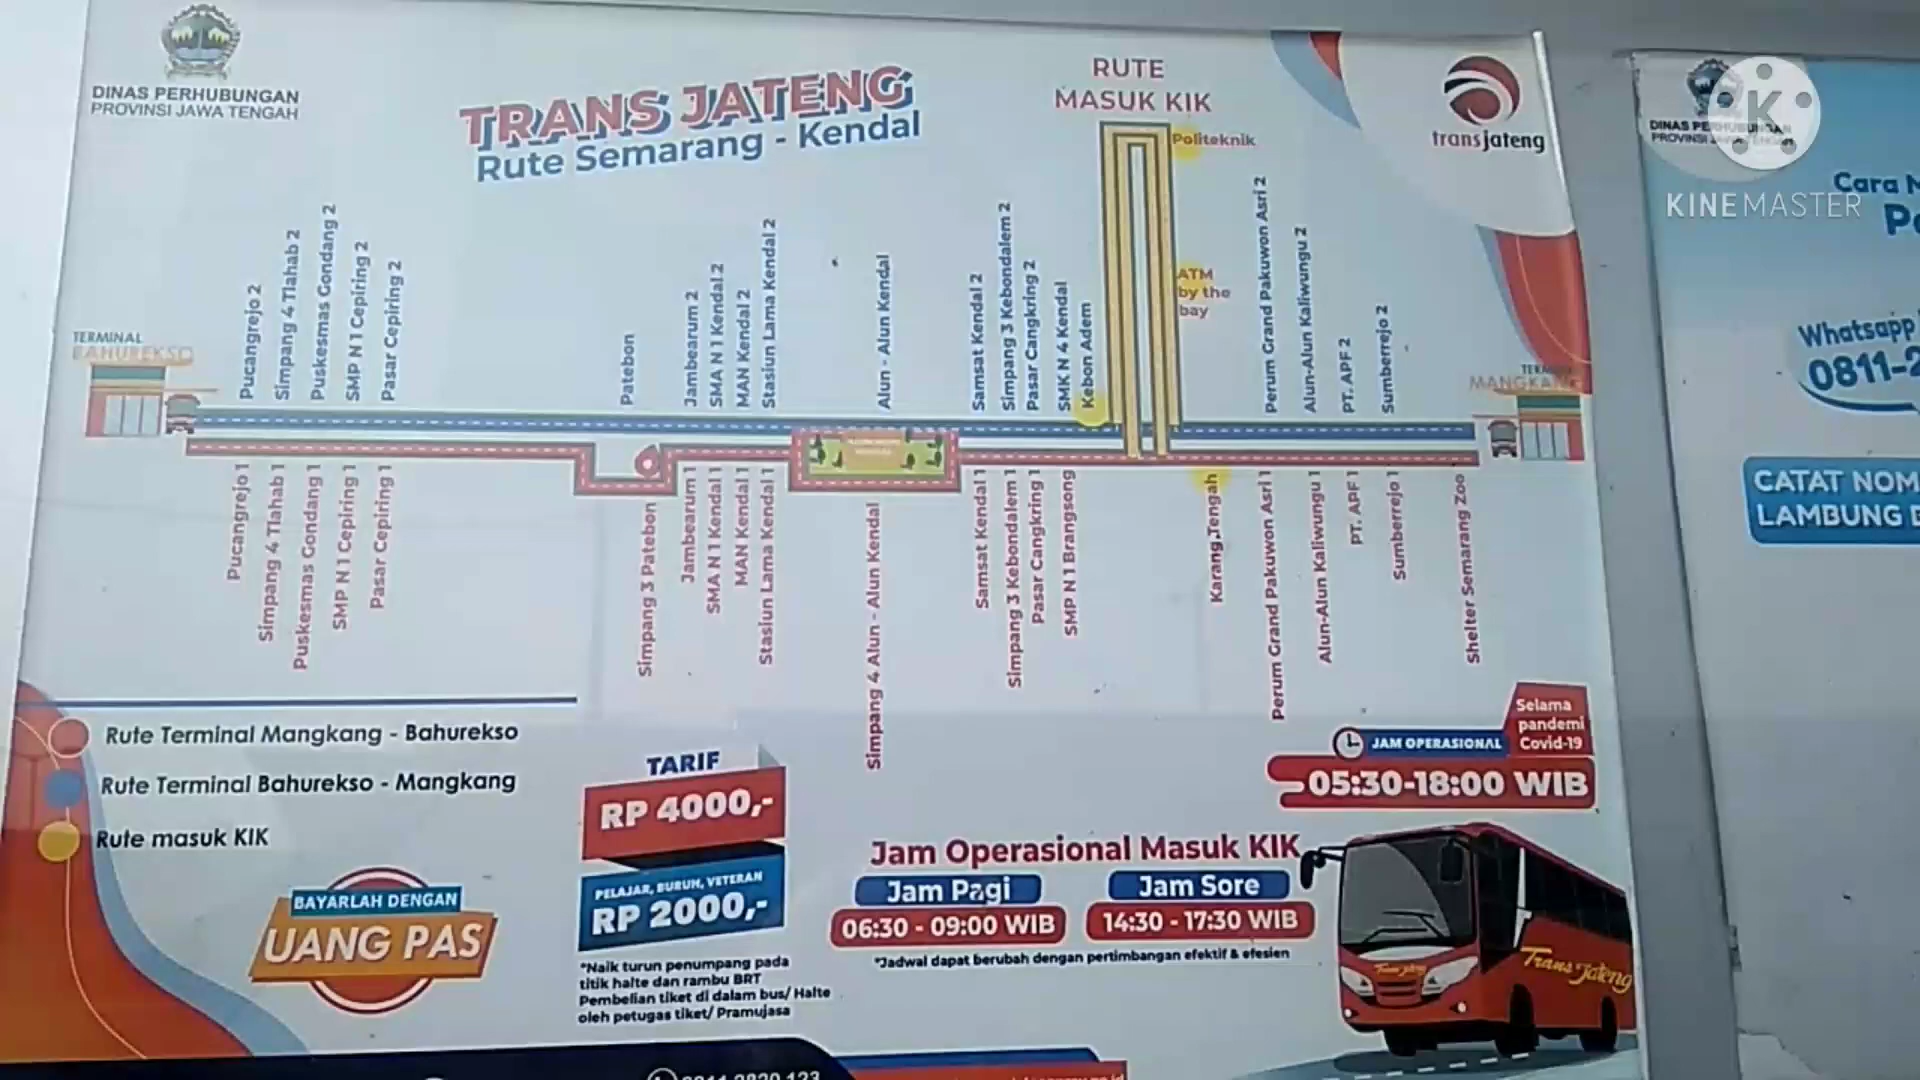 DINAS PERHUBUNGAN
PROVINSI JAWA TENGAH
TRANS JATENG
Rute Semarang - Kendal
RUTE
MASUK KIK
transjateng
Politeknik
ATM
by the
bay
TERMINAL
BAHUREKSO
Pucangrejo 2
Simpang 4 Tlahab 2
Puskesmas Gondang 2
SMP N 1 Cepiring 2
Pasar Cepiring 2
Patebon
Jambearum 2
SMA N 1 Kendal 2
MAN Kendal 2
Stasiun Lama Kendal 2
Alun - Alun Kendal
Samsat Kendal 2
Simpang 3 Kebondalem 2
Pasar Cangkring 2
SMK N 4 Kendal
Kebon Adem
Perum Grand Pakuwon Asri 2
Alun-Alun Kaliwungu 2
PT. APF 2
Sumberrejo 2
MANGKANG
Pucangrejo 1
Simpang 4 Tlahab 1
Puskesmas Gondang 1
SMP N 1 Cepiring 1
Pasar Cepiring 1
Simpang 3 Patebon
Jambearum 1
SMA N 1 Kendal 1
MAN Kendal 1
Stasiun Lama Kendal 1
Simpang 4 Alun - Alun Kendal
Samsat Kendal 1
Simpang 3 Kebondalem 1
Pasar Cangkring 1
SMP N 1 Brangsong
Karang Tengah
Perum Grand Pakuwon Asri 1
Alun-Alun Kaliwungu 1
PT. APF 1
Sumberrejo 1
Shelter Semarang Zoo
Rute Terminal Mangkang - Bahurekso
Rute Terminal Bahurekso - Mangkang
Rute masuk KIK
BAYARLAH DENGAN
UANG PAS
TARIF
RP 4000,-
PELAJAR, BURUH, VETERAN
RP 2000,-
*Naik turun penumpang pada
titik halte dan rambu BRT
Pembelian tiket di dalam bus/ Halte
oleh petugas tiket/ Pramujasa
Selama
pandemi
Covid-19
JAM OPERASIONAL
05:30-18:00 WIB
Jam Operasional Masuk KIK
Jam Pagi
Jam Sore
06:30 - 09:00 WIB
14:30 - 17:30 WIB
*Jadwal dapat berubah dengan pertimbangan efektif & efesien
Trans Jateng
Trans Jateng
DINAS
PROVINSI
K
KINEMASTER
Cara
Whatsapp
0811-2
CATAT NOM
LAMBUNG B